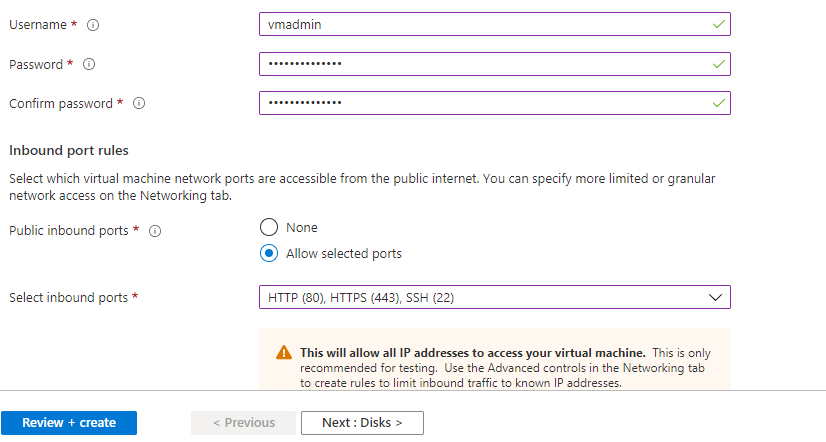 Username *
vmadmin
Password *
••••••••••••••
Confirm password *
••••••••••••••
Inbound port rules
Select which virtual machine network ports are accessible from the public internet. You can specify more limited or granular
network access on the Networking tab.
Public inbound ports *
None
Allow selected ports
Select inbound ports *
HTTP (80), HTTPS (443), SSH (22)
This will allow all IP addresses to access your virtual machine. This is only
recommended for testing. Use the Advanced controls in the Networking tab
to create rules to limit inbound traffic to known IP addresses.
Review + create
< Previous
Next : Disks >